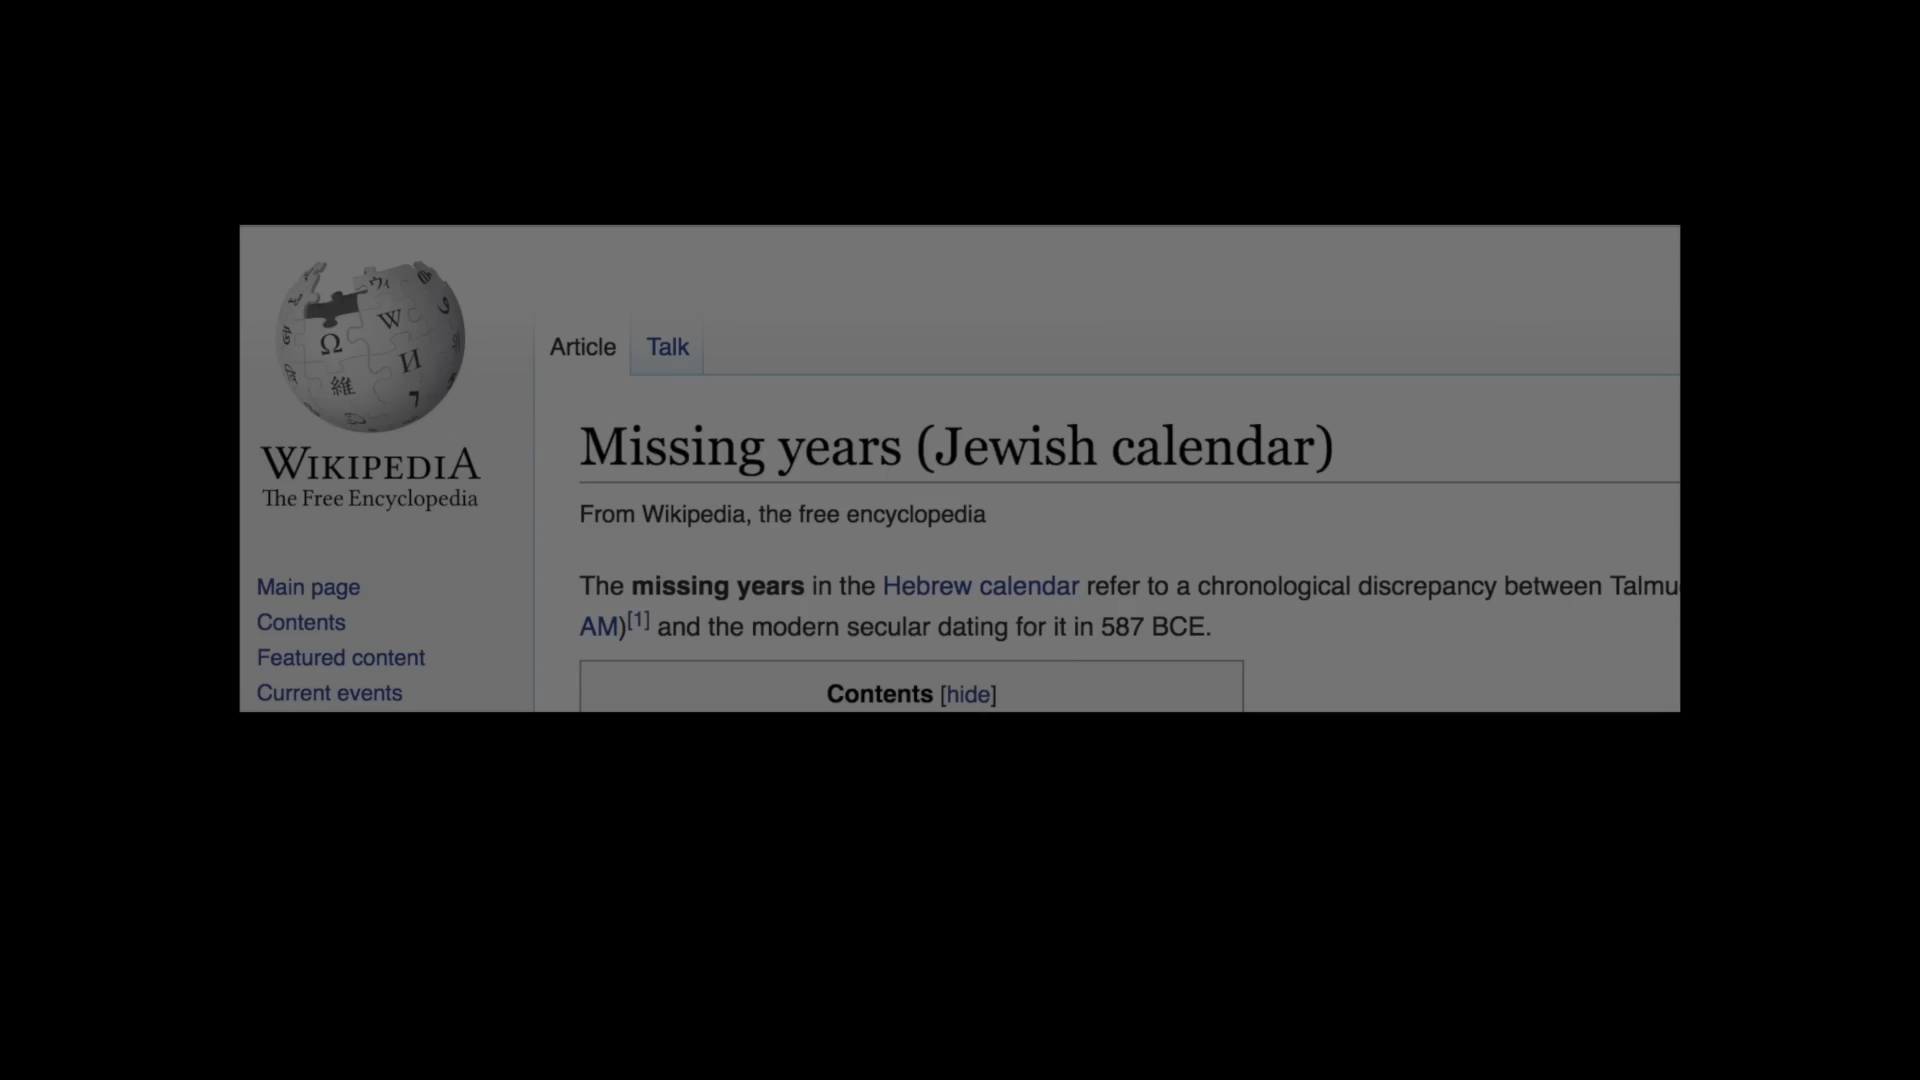 WIKIPEDIA
The Free Encyclopedia
Main page
Contents
Featured content
Current events
Article Talk
Missing years (Jewish calendar)
From Wikipedia, the free encyclopedia
The missing years in the Hebrew calendar refer to a chronological discrepancy between
AM)[1] and the modern secular dating for it in 587 BCE.
Contents [hide]